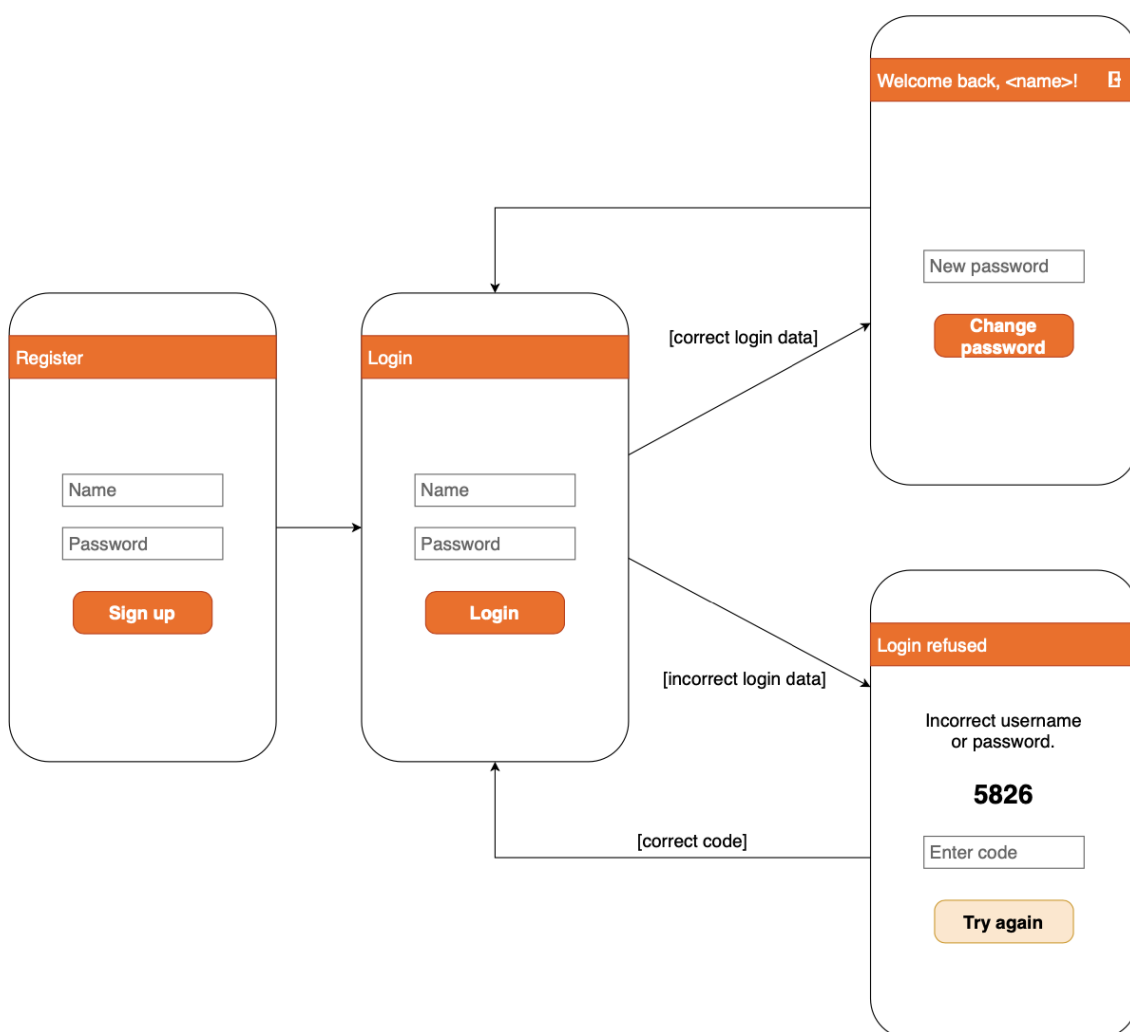 Register
Name
Password
Sign up
Login
Name
Password
Login
[correct login data]
[incorrect login data]
[correct code]
Welcome back, <name>!
New password
Change
password
Login refused
Incorrect username
or password.
5826
Enter code
Try again